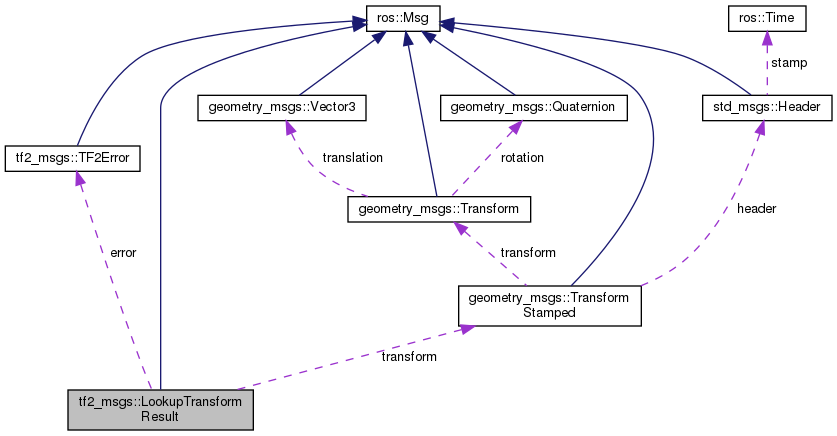 ros::Msg
ros::Time
stamp
geometry_msgs::Vector3
geometry_msgs::Quaternion
std_msgs::Header
tf2_msgs::TF2Error
translation
rotation
geometry_msgs::Transform
header
error
transform
geometry_msgs::Transform
Stamped
transform
tf2_msgs::LookupTransform
Result